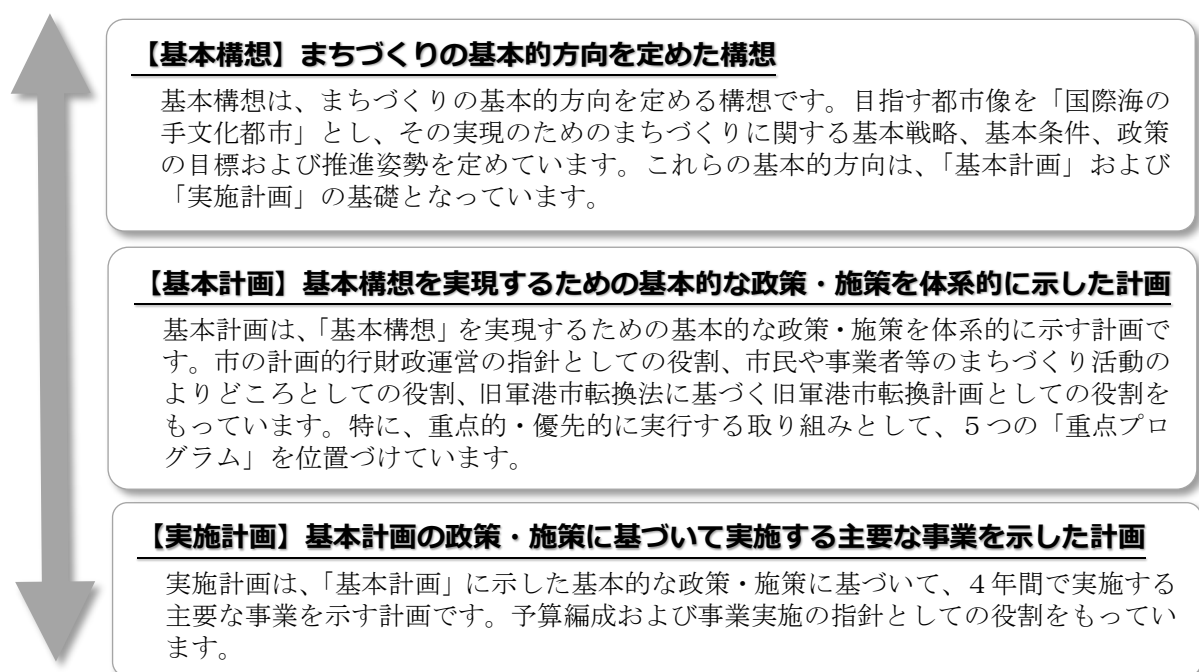 【基本構想】まちづくりの基本的方向を定めた構想
基本構想は、まちづくりの基本的方向を定める構想です。目指す都市像を「国際海の
手文化都市」とし、その実現のためのまちづくりに関する基本戦略、基本条件、政策
の目標および推進姿勢を定めています。これらの基本的方向は、「基本計画」および
「実施計画」の基礎となっています。
【基本計画】基本構想を実現するための基本的な政策・施策を体系的に示した計画
基本計画は、「基本構想」を実現するための基本的な政策・施策を体系的に示す計画で
す。市の計画的行財政運営の指針としての役割、市民や事業者等のまちづくり活動の
よりどころとしての役割、旧軍港市転換法に基づく旧軍港市転換計画としての役割を
もっています。特に、重点的・優先的に実行する取り組みとして、５つの「重点プロ
グラム」を位置づけています。
【実施計画】基本計画の政策・施策に基づいて実施する主要な事業を示した計画
実施計画は、「基本計画」に示した基本的な政策・施策に基づいて、４年間で実施する
主要な事業を示す計画です。予算編成および事業実施の指針としての役割をもってい
ます。